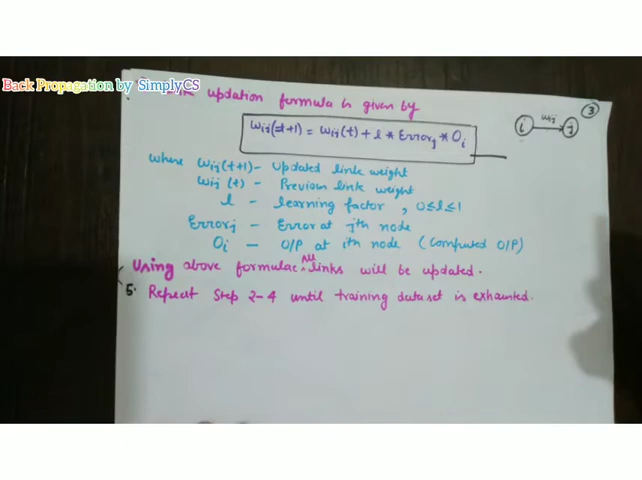 Back Propagation by SimplyCS
updation formula is given by
③
Wij(t+1) = Wij(t) + l * Errorj * Oi
i Wij j
where Wij(t+1) - Updated link weight
Wij (t) - Previous link weight
l - learning factor, 0≤l≤1
Errorj - Error at jth node
Oi - O/P at ith node (Computed O/P)
Using above formulae All links will be updated.
5. Repeat Step 2-4 until training dataset is exhausted.